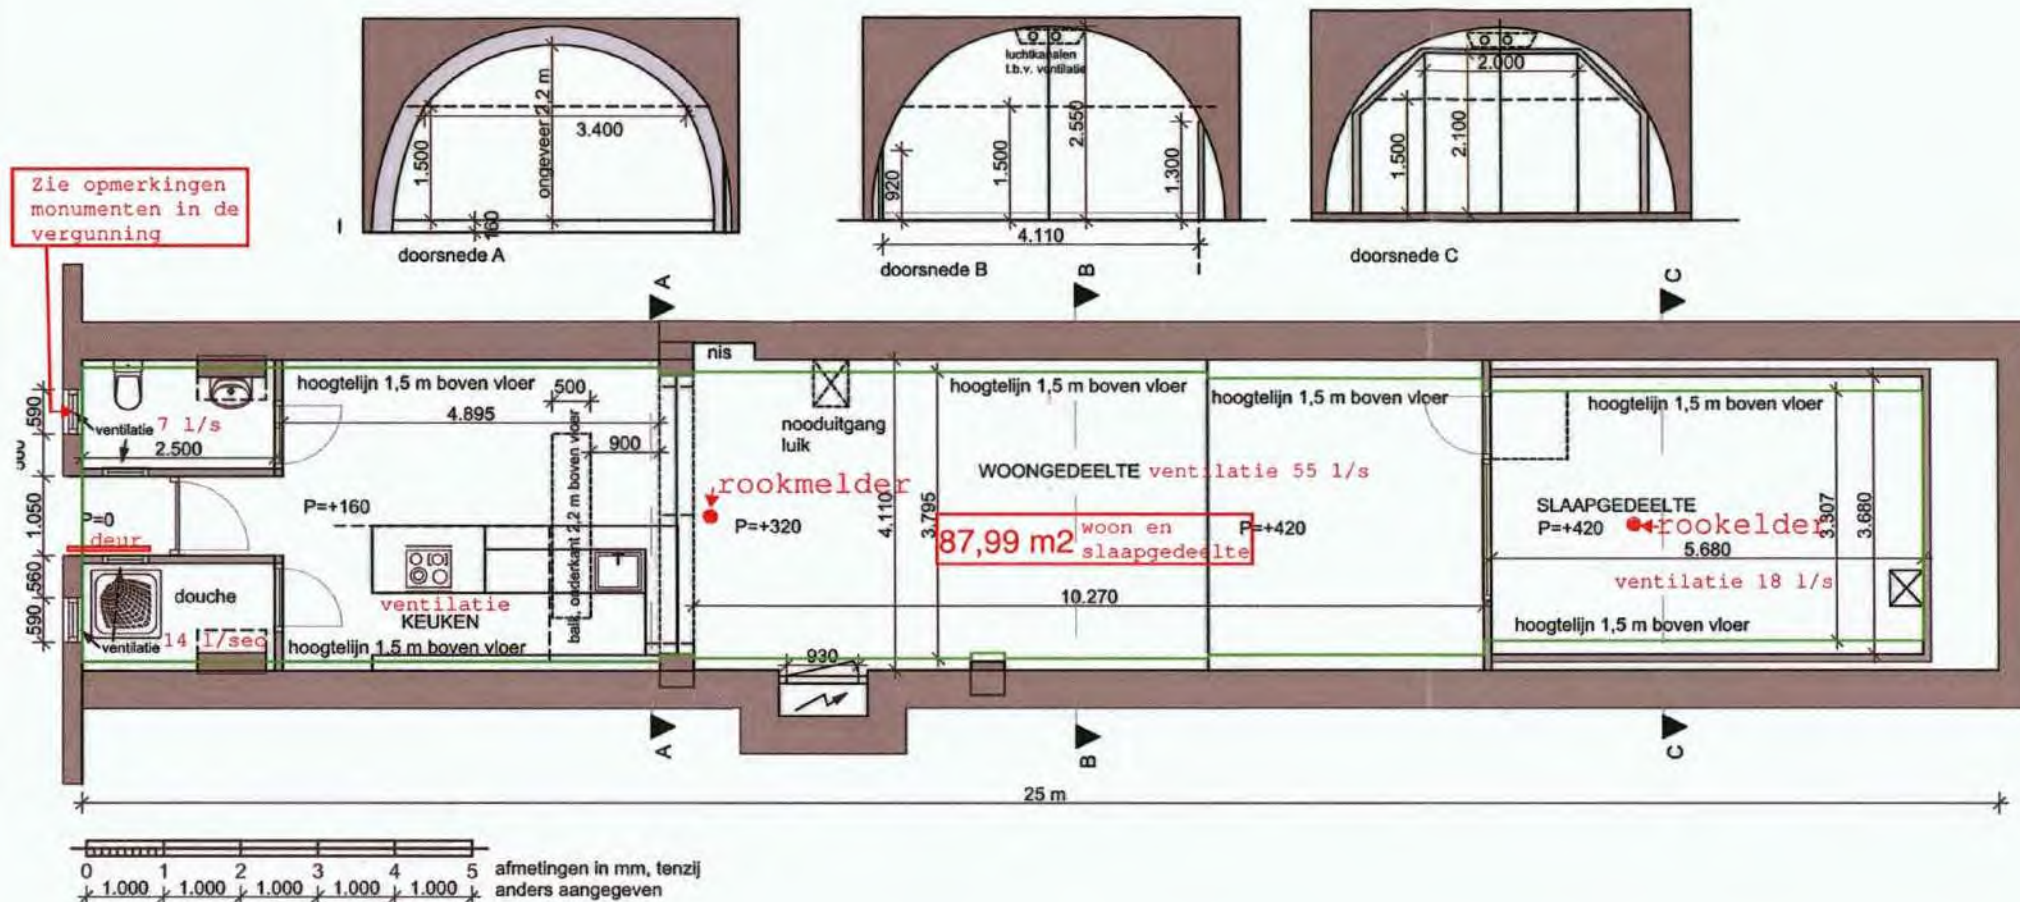 ongeveer 2,2 m
1.500
3.400
160
doorsnede A
luchtkanalen
t.b.v. ventilatie
920
1.500
2.550
1.300
4.110
doorsnede B
2.000
1.500
2.100
doorsnede C
Zie opmerkingen
monumenten in de
vergunning
A
B
C
nis
hoogtelijn 1,5 m boven vloer
500
hoogtelijn 1,5 m boven vloer
hoogtelijn 1,5 m boven vloer
hoogtelijn 1,5 m boven vloer
590
ventilatie 7 l/s
2.500
4.895
900
balk, onderkant 2,2 m boven vloer
nooduitgang
luik
rookmelder
WOONGEDEELTE ventilatie 55 l/s
4.110
3.795
SLAAPGEDEELTE
3.307
3.680
1.050
P=0
deur
P=+160
P=+320
87,99 m2 woon en
slaapgedeelte
P=+420
P=+420
rookelder
5.680
560
590
douche
ventilatie
KEUKEN
10.270
ventilatie 18 l/s
ventilatie
14 l/sec
hoogtelijn 1.5 m boven vloer
hoogtelijn 1,5 m boven vloer
930
A
B
C
25 m
0 1 2 3 4 5
afmetingen in mm, tenzij
1.000 1.000 1.000 1.000 1.000
anders aangegeven